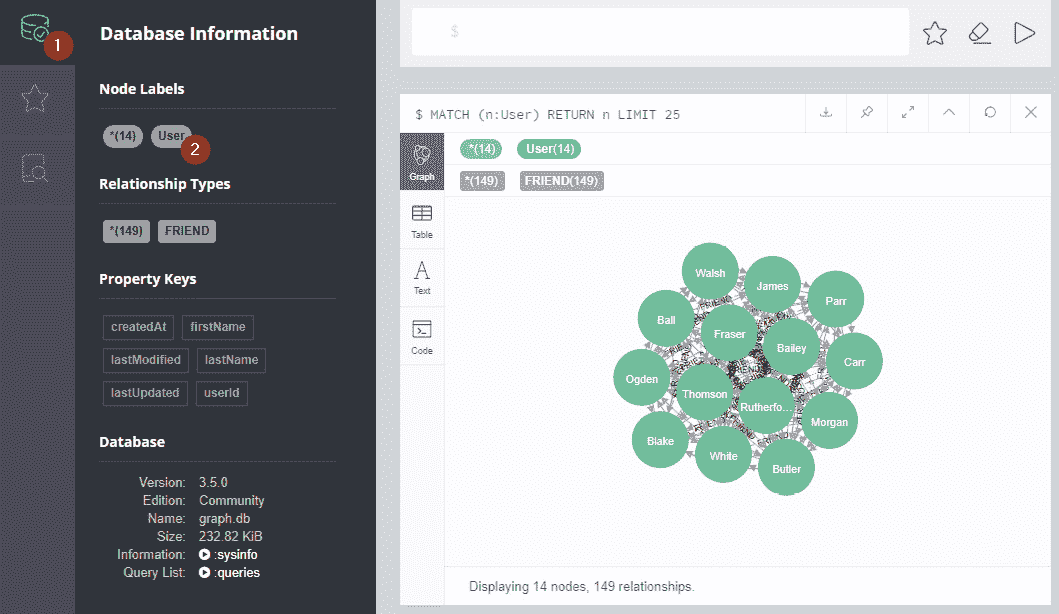 1
Database Information
Node Labels
*(14)
User
2
Relationship Types
*(149)
FRIEND
Property Keys
createdAt
firstName
lastModified
lastName
lastUpdated
userId
Database
Version: 3.5.0
Edition: Community
Name: graph.db
Size: 232.82 KiB
Information: :sysinfo
Query List: :queries
$
$ MATCH (n:User) RETURN n LIMIT 25
Graph
*(14)
User(14)
*(149)
FRIEND(149)
Table
Text
Code
Walsh
James
Parr
Ball
Fraser
Bailey
Carr
Ogden
Thomson
Rutherfo...
Morgan
Blake
White
Butler
FRIEND
FRIEND
FRIEND
Displaying 14 nodes, 149 relationships.